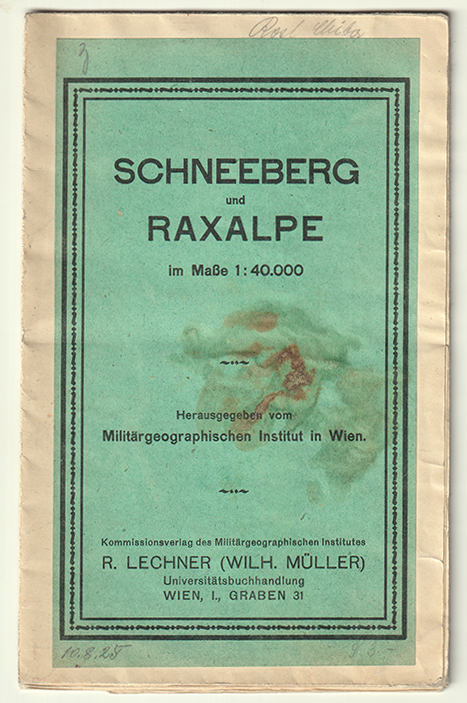 SCHNEEBERG
und
RAXALPE
im Maße 1:40.000
Herausgegeben vom
Militärgeographischen Institut in Wien.
Kommissionsverlag des Militärgeographischen Institutes
R. LECHNER (WILH. MÜLLER)
Universitätsbuchhandlung
WIEN, I., GRABEN 31